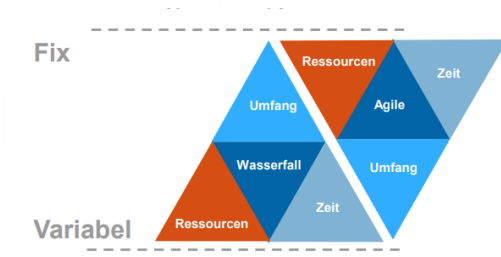 Fix
Ressourcen
Zeit
Umfang
Agile
Wasserfall
Umfang
Ressourcen
Zeit
Variabel